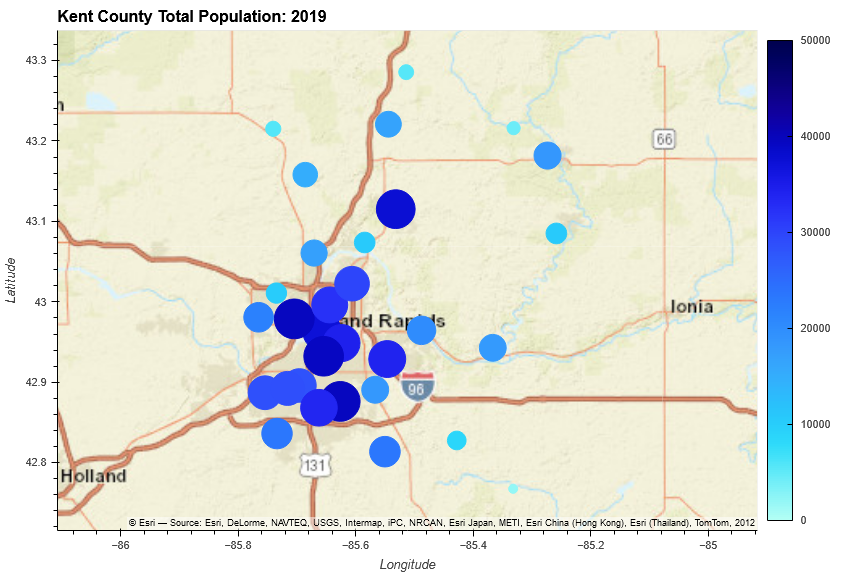 Kent County Total Population: 2019
43.3
43.2
43.1
43
42.9
42.8
Latitude
n
66
Ionia
and Rapids
96
131
Holland
© Esri — Source: Esri, DeLorme, NAVTEQ, USGS, Intermap, iPC, NRCAN, Esri Japan, METI, Esri China (Hong Kong), Esri (Thailand), TomTom, 2012
−86
−85.8
−85.6
−85.4
−85.2
−85
Longitude
50000
40000
30000
20000
10000
0